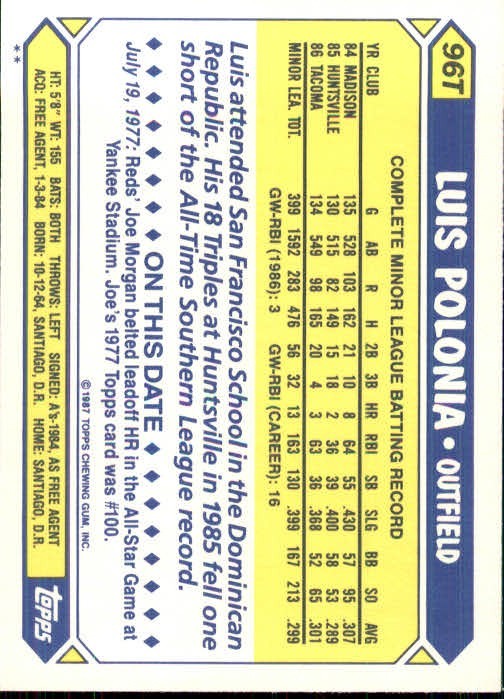 96T
LUIS POLONIA • OUTFIELD
COMPLETE MINOR LEAGUE BATTING RECORD
YR CLUB G AB R H 2B 3B HR RBI SB SLG BB SO AVG
84 MADISON 135 528 103 162 21 10 8 64 55 .430 57 95 .307
85 HUNTSVILLE 130 515 82 149 15 18 2 36 39 .400 58 53 .289
86 TACOMA 134 549 98 165 20 4 3 63 36 .368 52 65 .301
MINOR LEA. TOT. 399 1592 283 476 56 32 13 163 130 .399 167 213 .299
GW-RBI (1986): 3 GW-RBI (CAREER): 16
Luis attended San Francisco School in the Dominican
Republic. His 18 Triples at Huntsville in 1985 fell one
short of the All-Time Southern League record.
♦ ♦ ♦ ♦ ♦ ♦ ♦ ON THIS DATE ♦ ♦ ♦ ♦ ♦ ♦ ♦
July 19, 1977: Reds' Joe Morgan belted leadoff HR in the All-Star Game at
Yankee Stadium. Joe's 1977 Topps card was #100.
© 1987 TOPPS CHEWING GUM, INC.
HT: 5'8" WT: 155 BATS: BOTH THROWS: LEFT SIGNED: A's-1984, AS FREE AGENT
ACQ: FREE AGENT, 1-3-84 BORN: 10-12-64, SANTIAGO, D.R. HOME: SANTIAGO, D.R.
topps
**